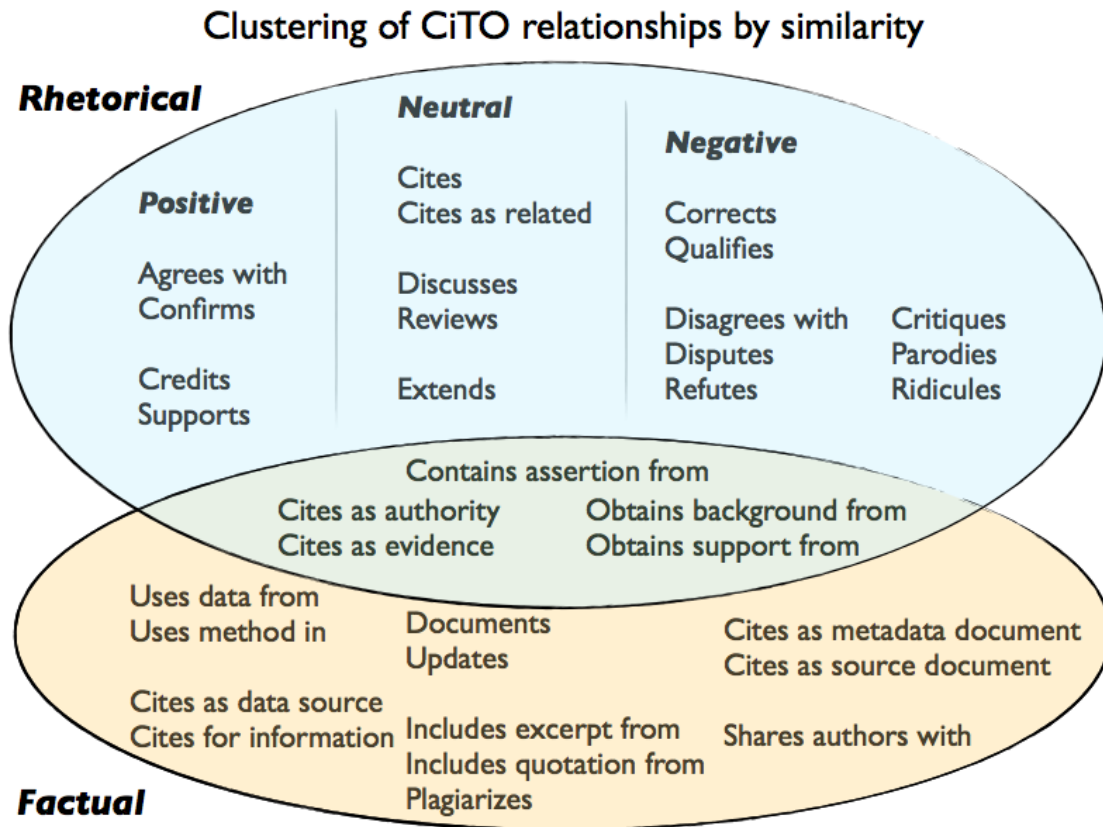 Clustering of CiTO relationships by similarity
Rhetorical
Positive
Agrees with
Confirms
Credits
Supports
Neutral
Cites
Cites as related
Discusses
Reviews
Extends
Negative
Corrects
Qualifies
Disagrees with
Disputes
Refutes
Critiques
Parodies
Ridicules
Contains assertion from
Cites as authority
Cites as evidence
Obtains background from
Obtains support from
Uses data from
Uses method in
Cites as data source
Cites for information
Documents
Updates
Includes excerpt from
Includes quotation from
Plagiarizes
Cites as metadata document
Cites as source document
Shares authors with
Factual